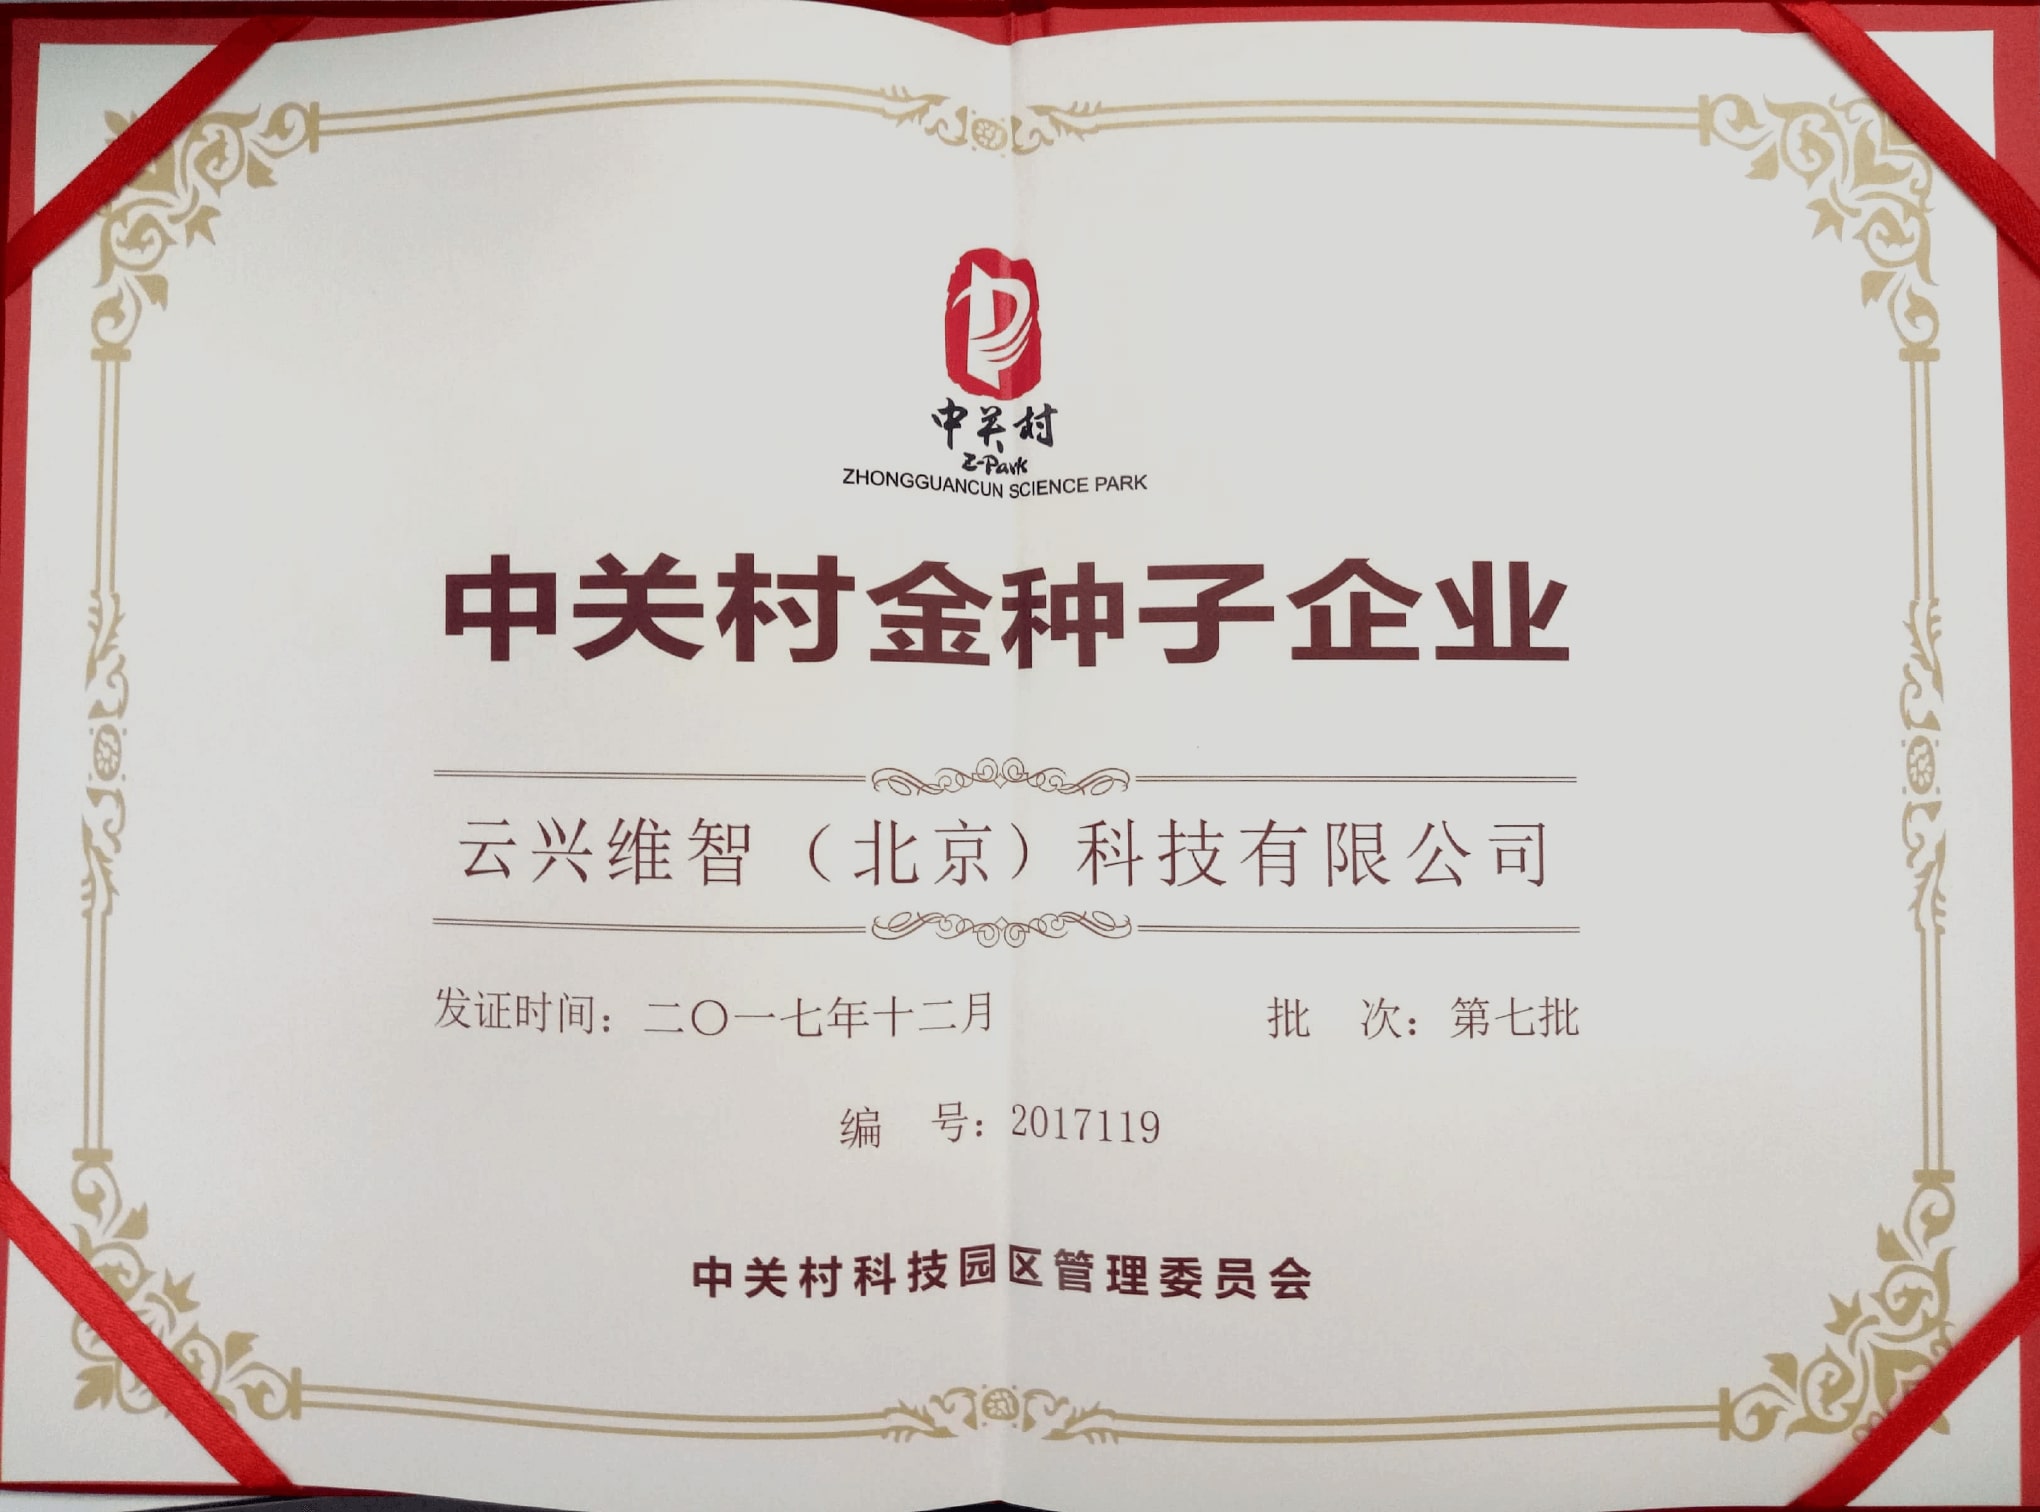 中关村
Z-Park
ZHONGGUANCUN SCIENCE PARK
中关村金种子企业
云兴维智（北京）科技有限公司
发证时间：二〇一七年十二月 批 次：第七批
编 号：2017119
中关村科技园区管理委员会